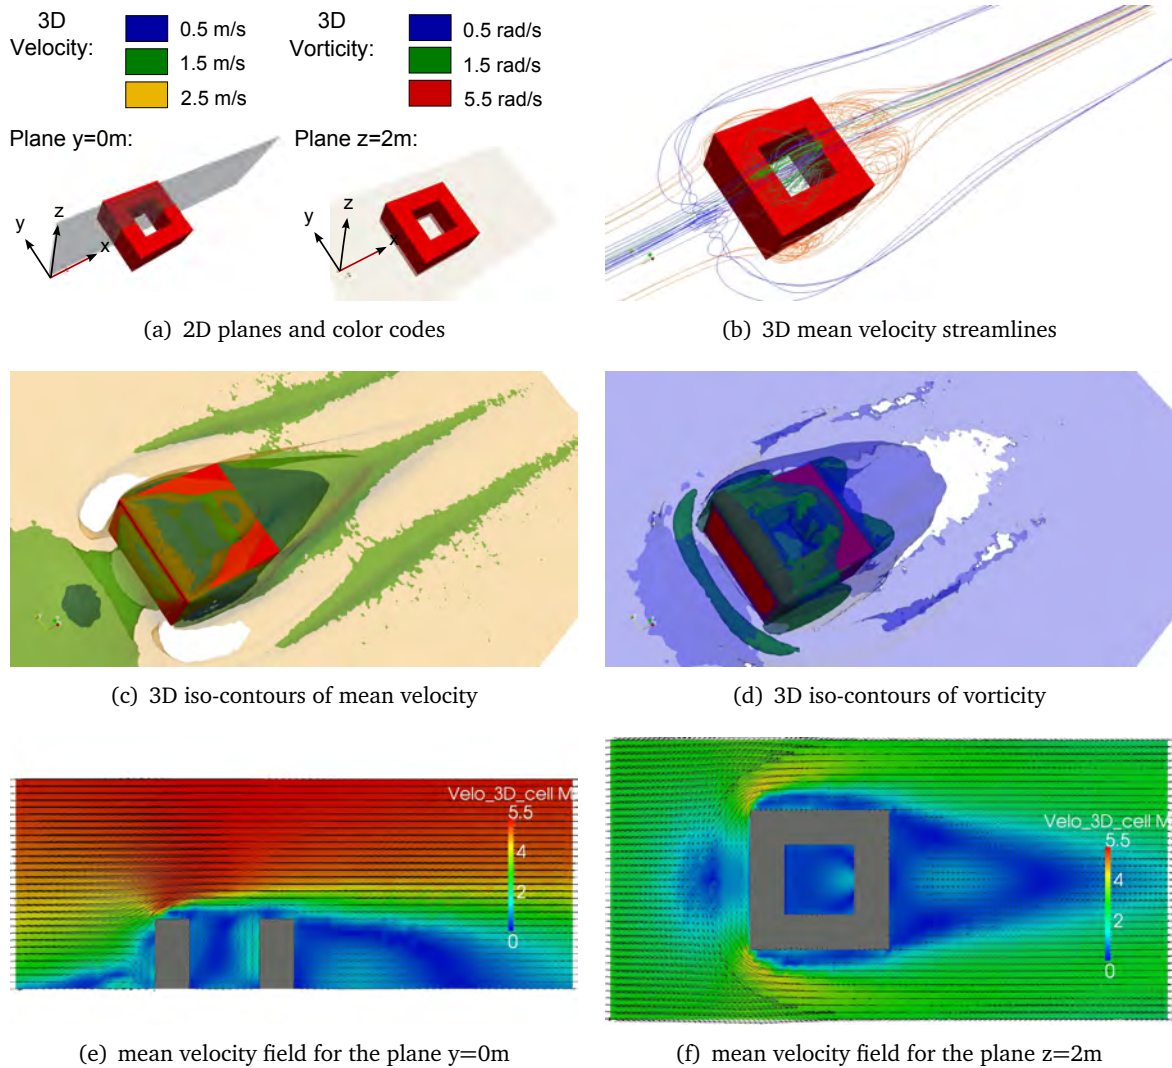 3D
Velocity:
0.5 m/s
1.5 m/s
2.5 m/s
3D
Vorticity:
0.5 rad/s
1.5 rad/s
5.5 rad/s
Plane y=0m:
Plane z=2m:
y
z
x
y
z
x
(a) 2D planes and color codes
(b) 3D mean velocity streamlines
(c) 3D iso-contours of mean velocity
(d) 3D iso-contours of vorticity
Velo_3D_cell M
5.5
4
2
0
Velo_3D_cell M
5.5
4
2
0
(e) mean velocity field for the plane y=0m
(f) mean velocity field for the plane z=2m